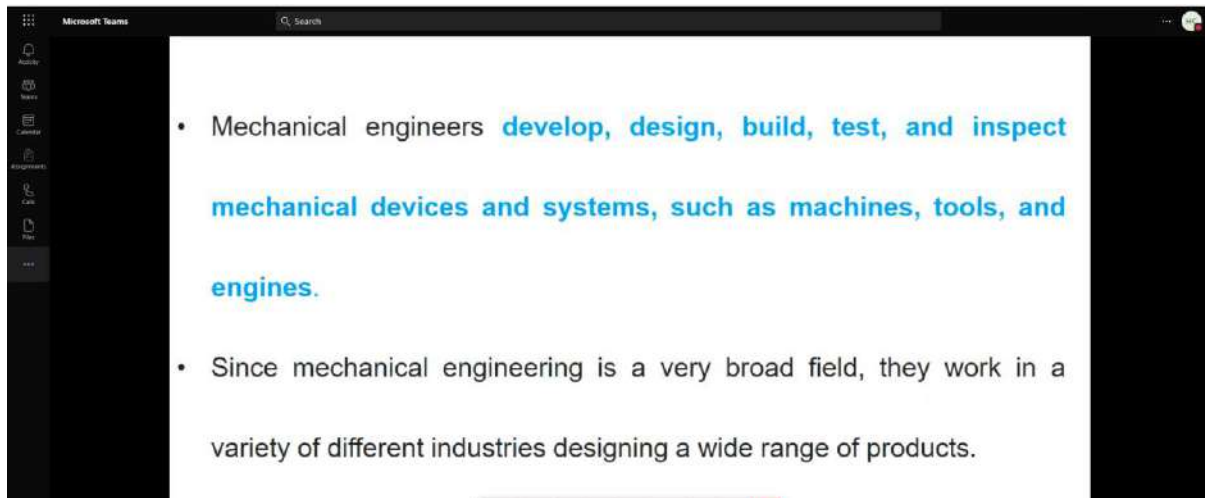 Microsoft Teams
Search
Activity
Teams
Calendar
Assignments
Calls
Files
HC
• Mechanical engineers develop, design, build, test, and inspect
mechanical devices and systems, such as machines, tools, and
engines.
• Since mechanical engineering is a very broad field, they work in a
variety of different industries designing a wide range of products.